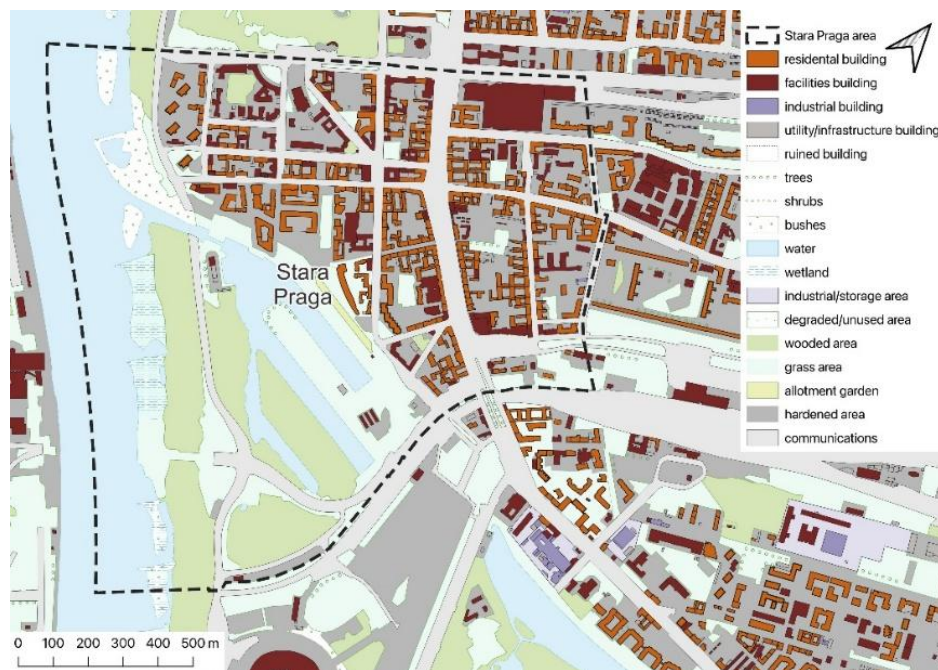 Stara Praga area
residental building
facilities building
industrial building
utility/infrastructure building
ruined building
trees
shrubs
bushes
water
wetland
industrial/storage area
degraded/unused area
wooded area
grass area
allotment garden
hardened area
communications
Stara
Praga
0 100 200 300 400 500 m